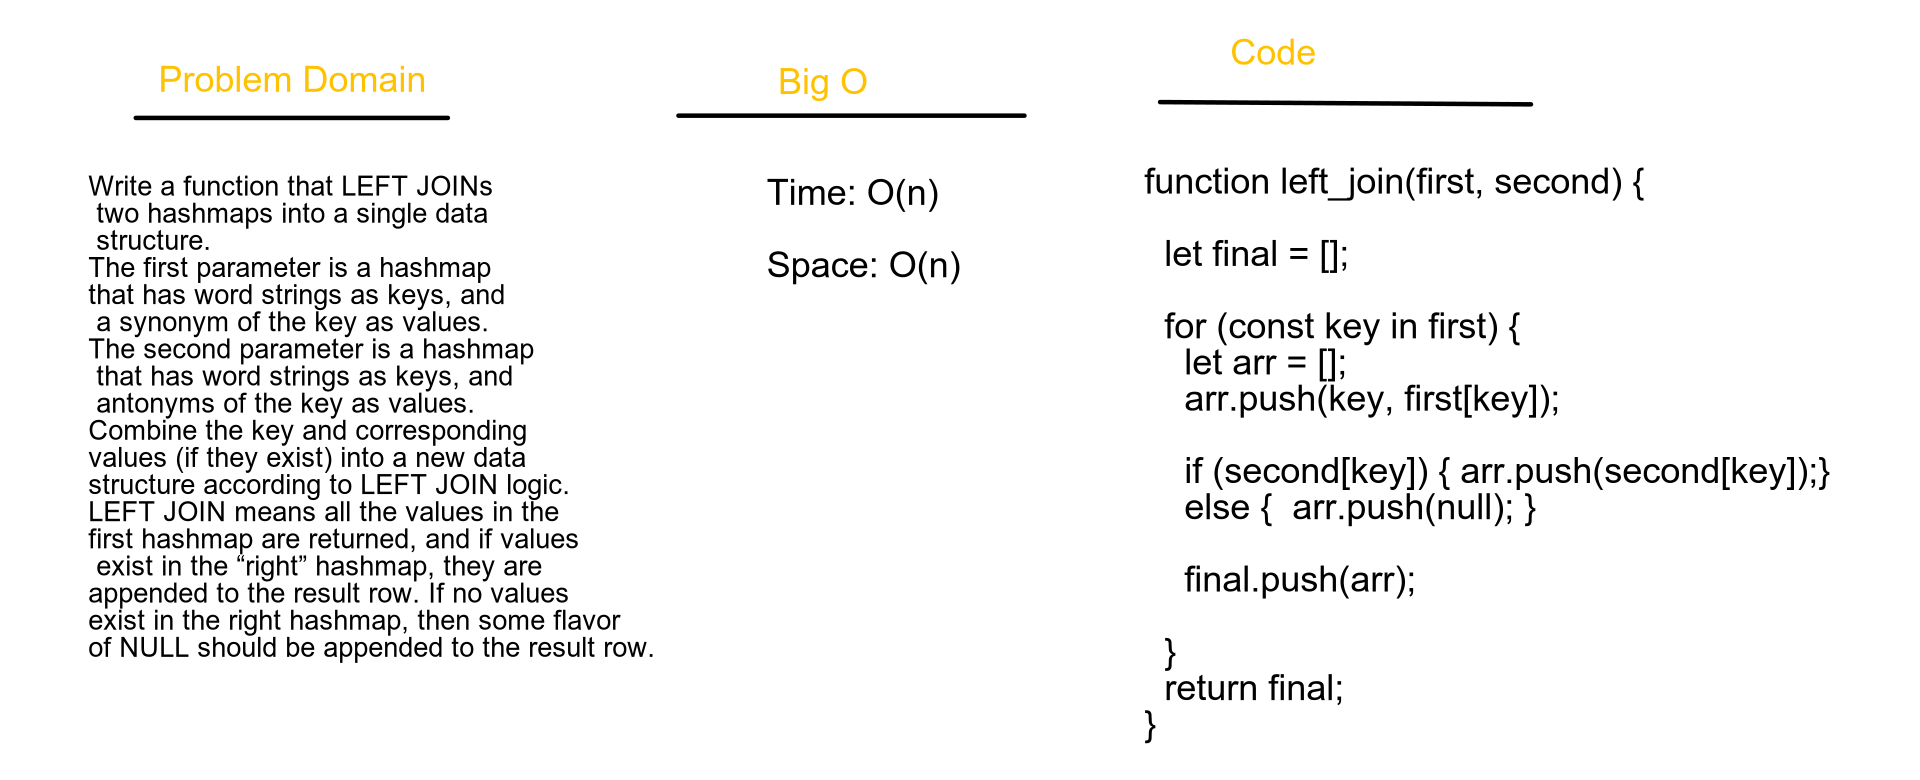 Problem Domain
Write a function that LEFT JOINs
two hashmaps into a single data
structure.
The first parameter is a hashmap
that has word strings as keys, and
a synonym of the key as values.
The second parameter is a hashmap
that has word strings as keys, and
antonyms of the key as values.
Combine the key and corresponding
values (if they exist) into a new data
structure according to LEFT JOIN logic.
LEFT JOIN means all the values in the
first hashmap are returned, and if values
exist in the “right” hashmap, they are
appended to the result row. If no values
exist in the right hashmap, then some flavor
of NULL should be appended to the result row.
Big O
Time: O(n)
Space: O(n)
Code
function left_join(first, second) {
let final = [];
for (const key in first) {
let arr = [];
arr.push(key, first[key]);
if (second[key]) { arr.push(second[key]);}
else {  arr.push(null); }
final.push(arr);
}
return final;
}